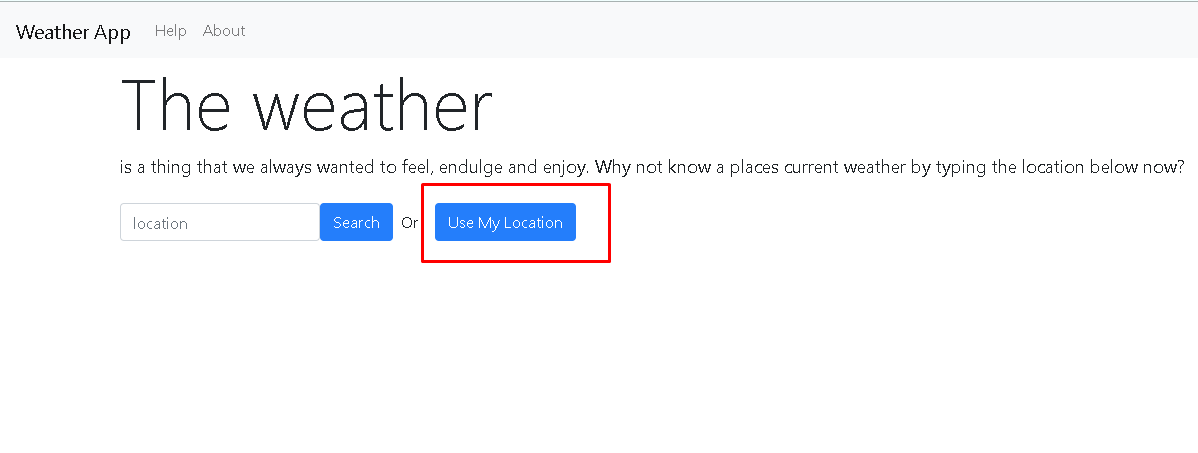 Weather App Help About
The weather
is a thing that we always wanted to feel, endulge and enjoy. Why not know a places current weather by typing the location below now?
location Search Or Use My Location